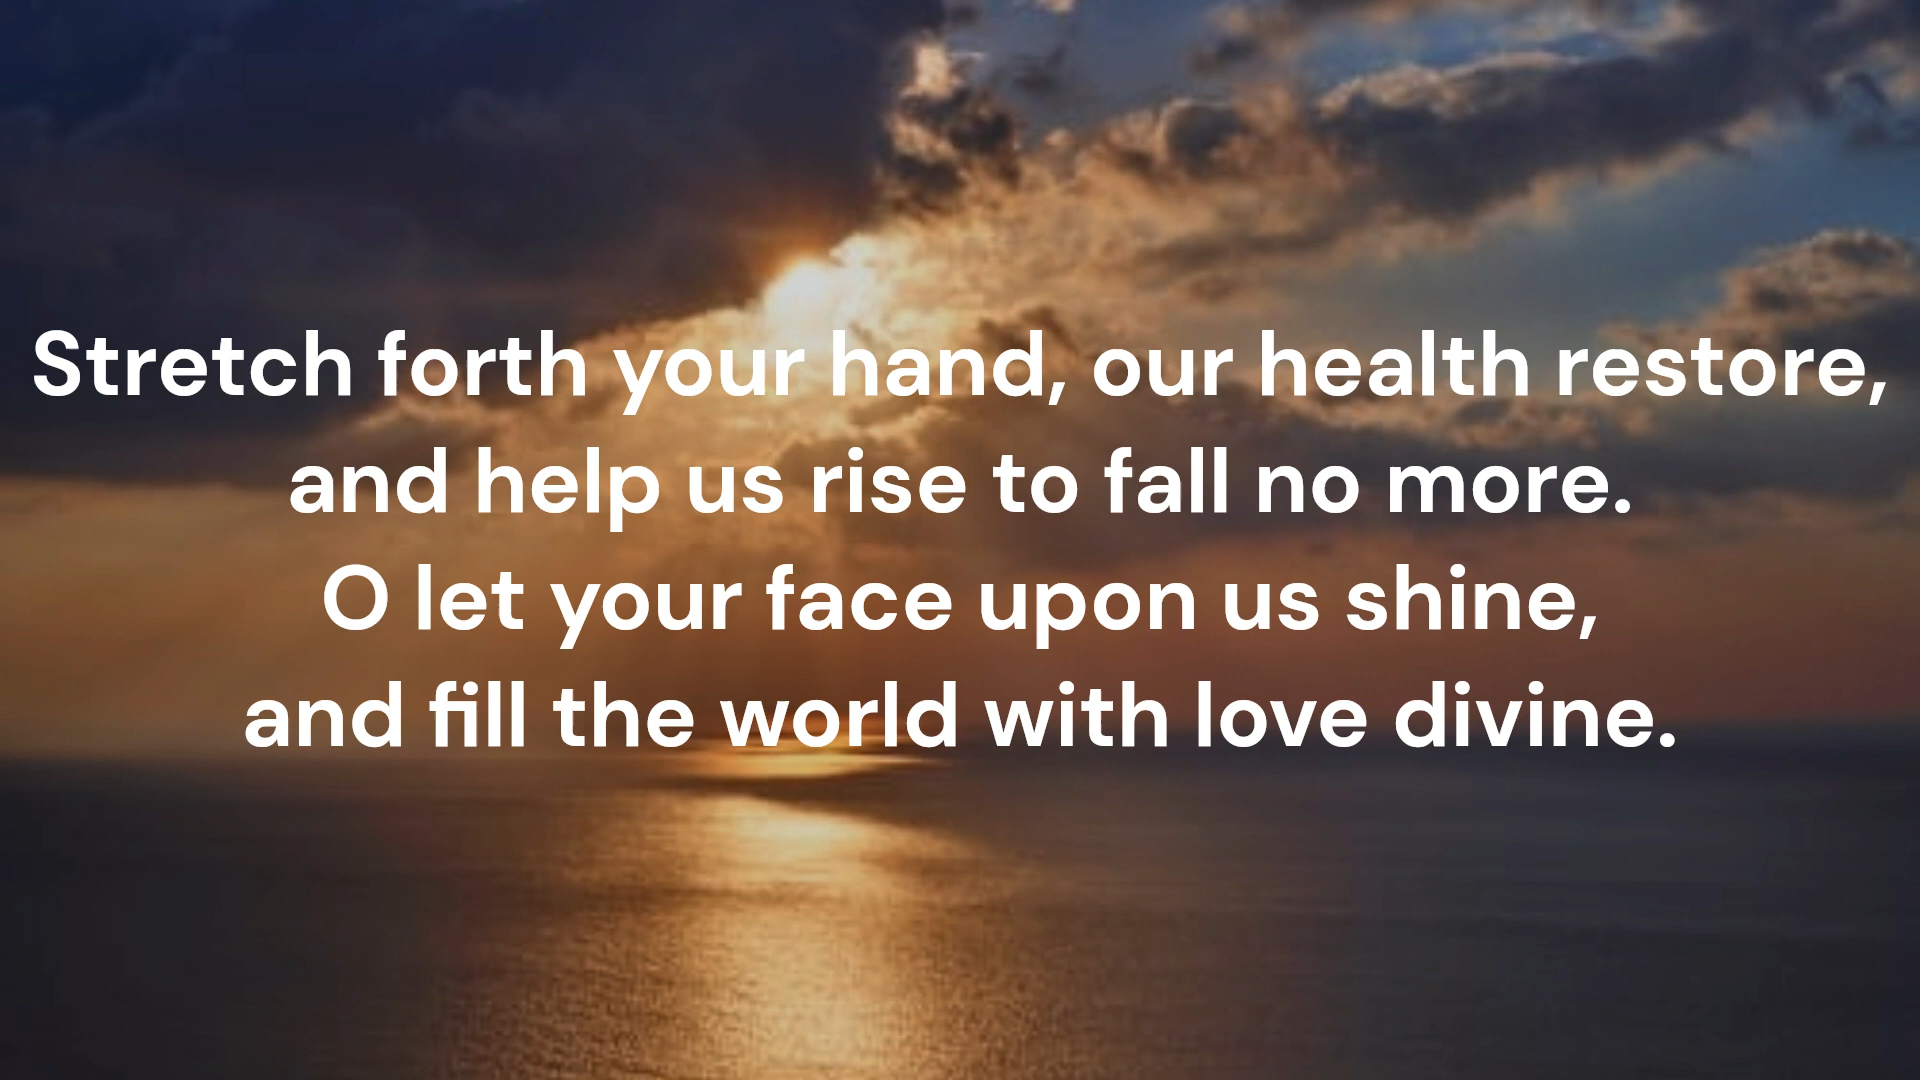 Stretch forth your hand, our health restore,
and help us rise to fall no more.
O let your face upon us shine,
and fill the world with love divine.